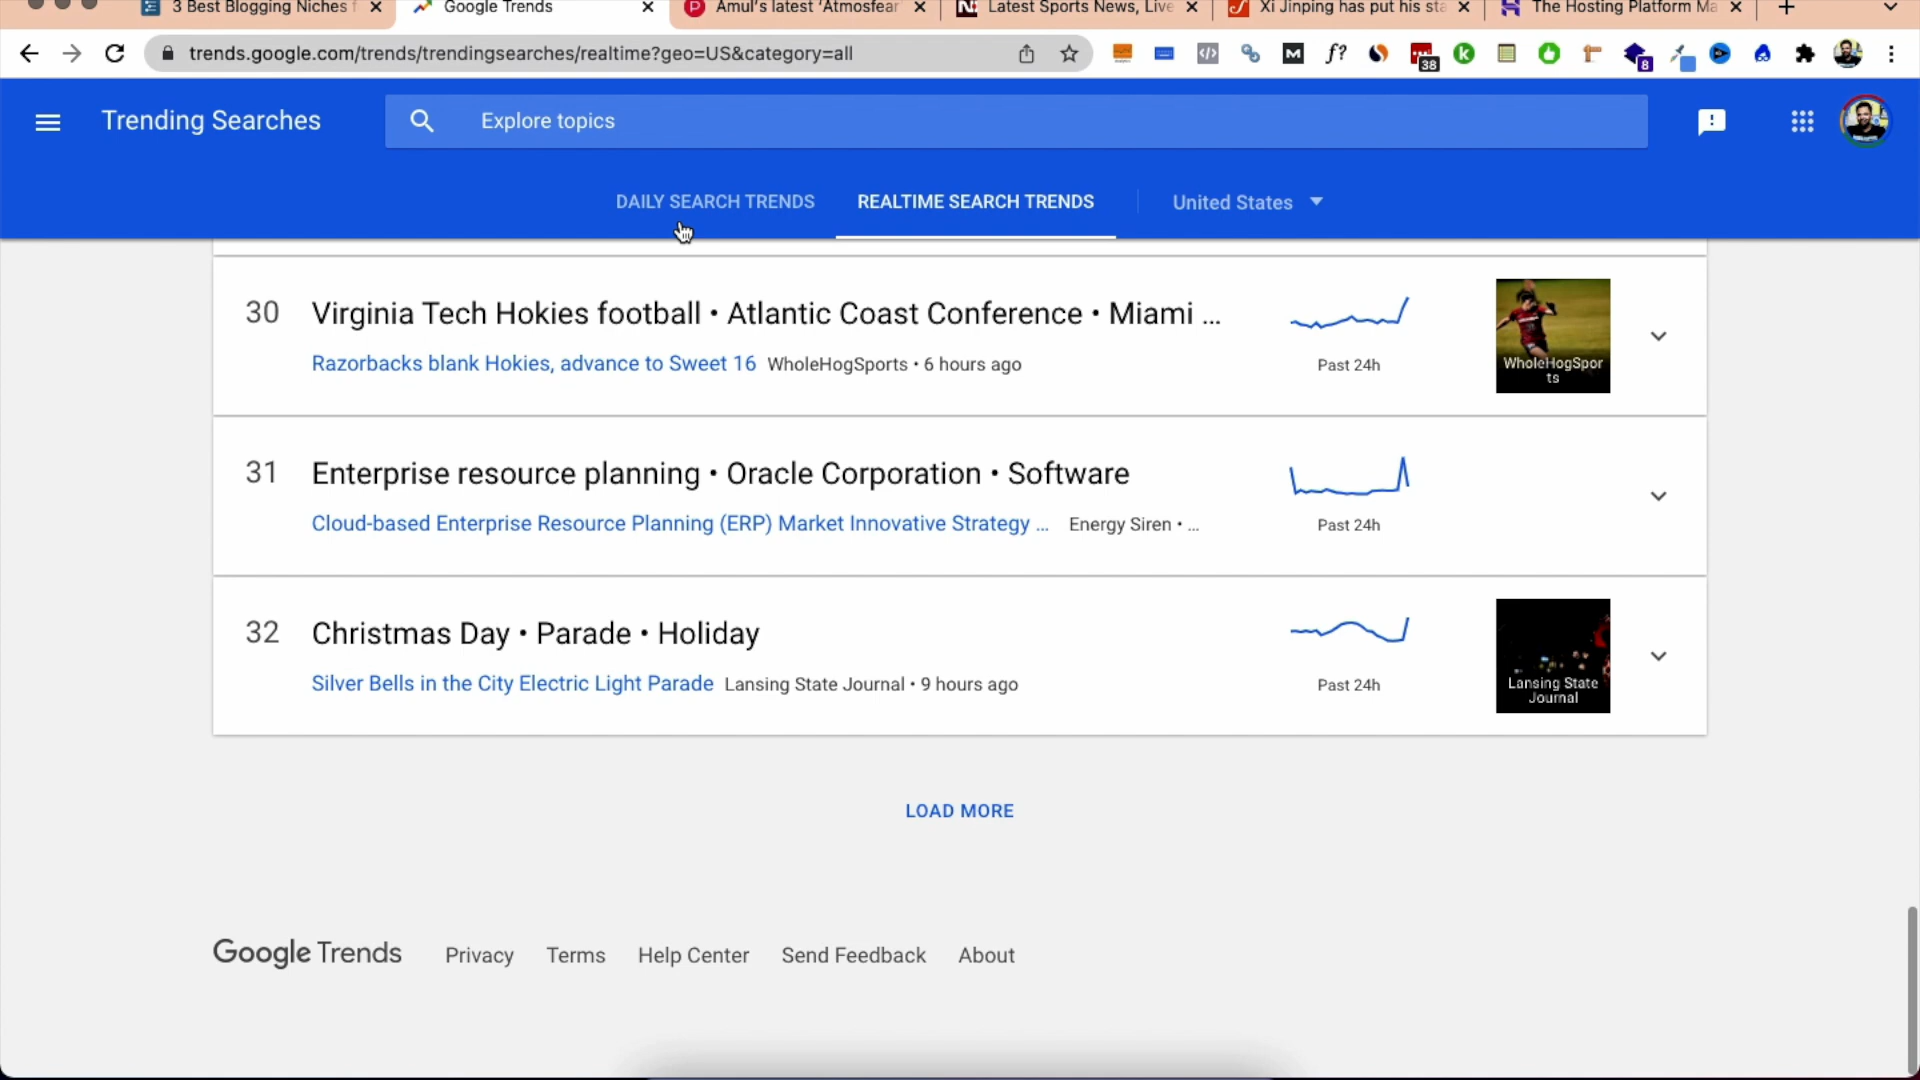 3 Best Blogging Niches f
Google Trends
Amul's latest 'Atmosfear'
Latest Sports News, Live
Xi Jinping has put his sta
The Hosting Platform Ma
trends.google.com/trends/trendingsearches/realtime?geo=US&category=all
38
8
Trending Searches
Explore topics
DAILY SEARCH TRENDS
REALTIME SEARCH TRENDS
United States
30
Virginia Tech Hokies football • Atlantic Coast Conference • Miami ...
Razorbacks blank Hokies, advance to Sweet 16 WholeHogSports • 6 hours ago
Past 24h
WholeHogSpor
ts
31
Enterprise resource planning • Oracle Corporation • Software
Cloud-based Enterprise Resource Planning (ERP) Market Innovative Strategy ... Energy Siren • ...
Past 24h
32
Christmas Day • Parade • Holiday
Silver Bells in the City Electric Light Parade Lansing State Journal • 9 hours ago
Past 24h
Lansing State
Journal
LOAD MORE
Google Trends
Privacy
Terms
Help Center
Send Feedback
About